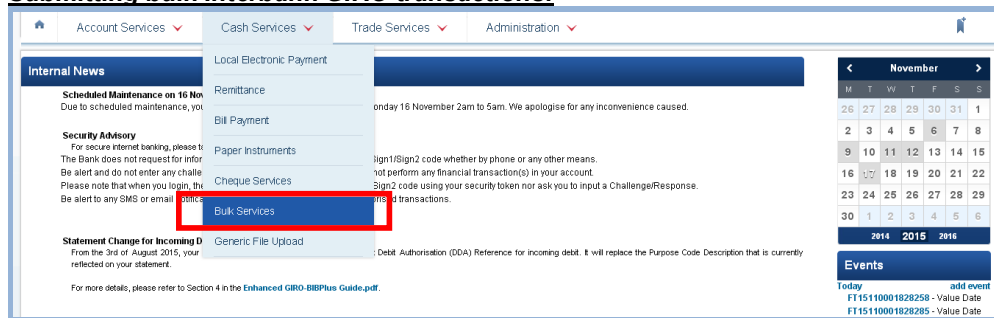 Submitting bulk Interbank GIRO transactions:
Account Services
Cash Services
Trade Services
Administration
Local Electronic Payment
Remittance
Bill Payment
Paper Instruments
Cheque Services
Bulk Services
Generic File Upload
Internal News
Scheduled Maintenance on 16 Nov
Due to scheduled maintenance, you onday 16 November 2am to 5am. We apologise for any inconvenience caused.
Security Advisory
For secure internet banking, please t
The Bank does not request for infor Sign1/Sign2 code whether by phone or any other means.
Be alert and do not enter any challe not perform any financial transaction(s) in your account.
Please note that when you login, the Sign2 code using your security token nor ask you to input a Challenge/Response.
Be alert to any SMS or email notifica transactions.
Statement Change for Incoming D
From the 3rd of August 2015, your t Debit Authorisation (DDA) Reference for incoming debit. It will replace the Purpose Code Description that is currently
reflected on your statement.
For more details, please refer to Section 4 in the Enhanced GIRO-BIBPlus Guide.pdf.
November
M T W T F S S
26 27 28 29 30 31 1
2 3 4 5 6 7 8
9 10 11 12 13 14 15
16 17 18 19 20 21 22
23 24 25 26 27 28 29
30 1 2 3 4 5 6
2014 2015 2016
Events
Today add event
FT15110001828258 - Value Date
FT15110001828285 - Value Date